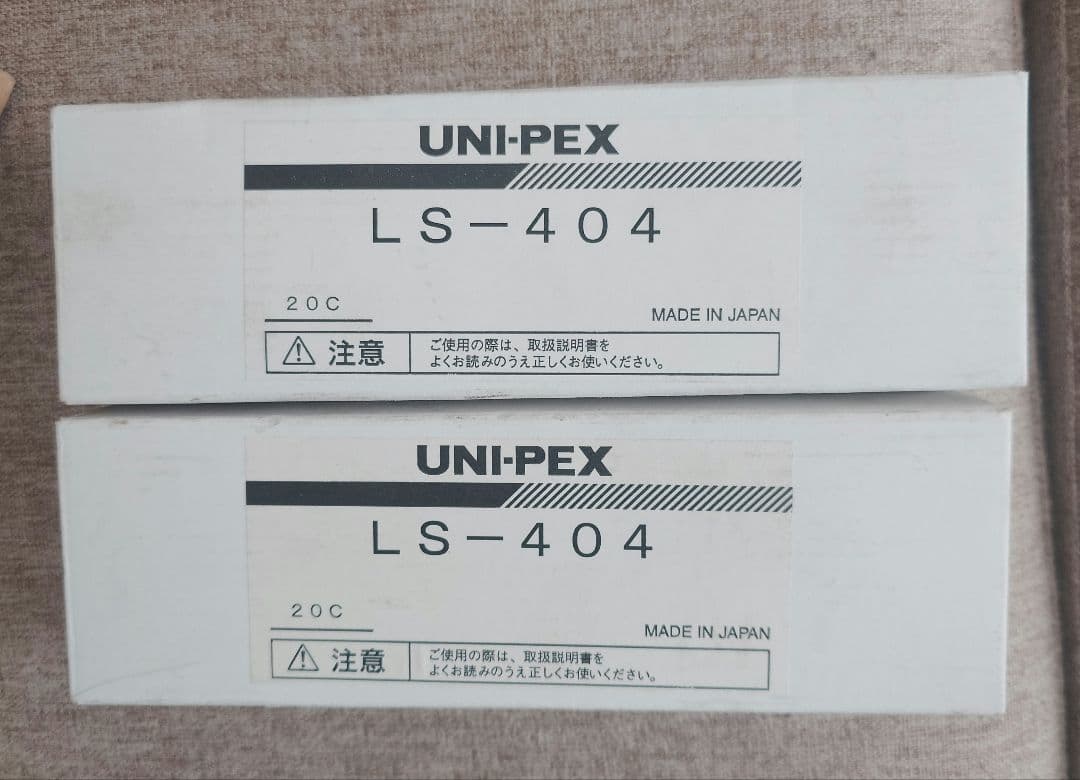 UNI-PEX
LS-404
20C
MADE IN JAPAN
⚠ 注意
ご使用の際は、取扱説明書を
よくお読みのうえ正しくお使いください。
UNI-PEX
LS-404
20C
MADE IN JAPAN
⚠ 注意
ご使用の際は、取扱説明書を
よくお読みのうえ正しくお使いください。